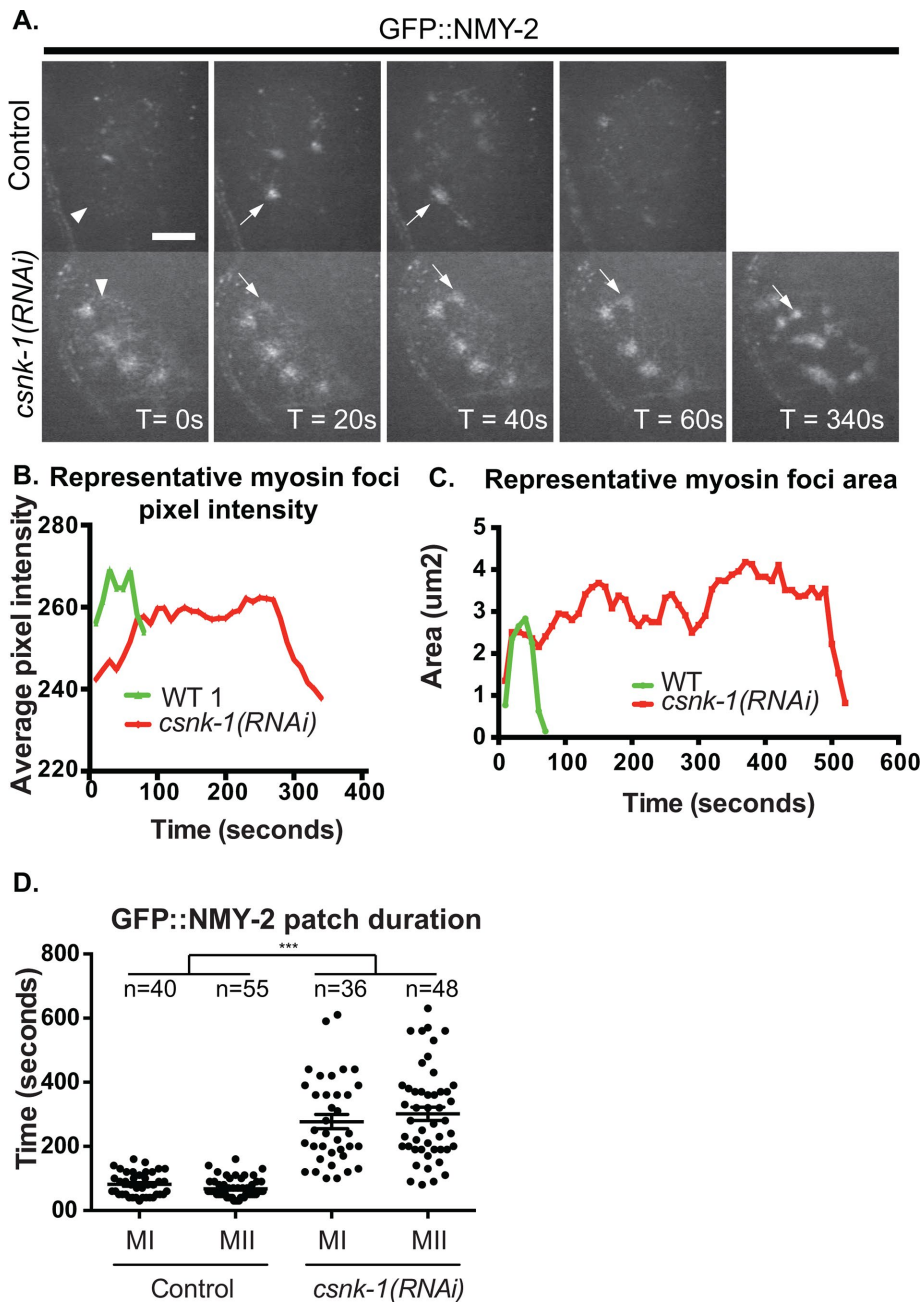 A.
GFP::NMY-2
Control
csnk-1(RNAi)
T= 0s
T = 20s
T = 40s
T = 60s
T = 340s
B. Representative myosin foci
pixel intensity
Average pixel intensity
280
260
240
220
WT 1
csnk-1(RNAi)
0 100 200 300 400
Time (seconds)
C. Representative myosin foci area
Area (um2)
5
4
3
2
1
0
WT
csnk-1(RNAi)
0 100 200 300 400 500 600
Time (seconds)
D.
GFP::NMY-2 patch duration
***
n=40 n=55 n=36 n=48
Time (seconds)
800
600
400
200
00
MI MII MI MII
Control csnk-1(RNAi)